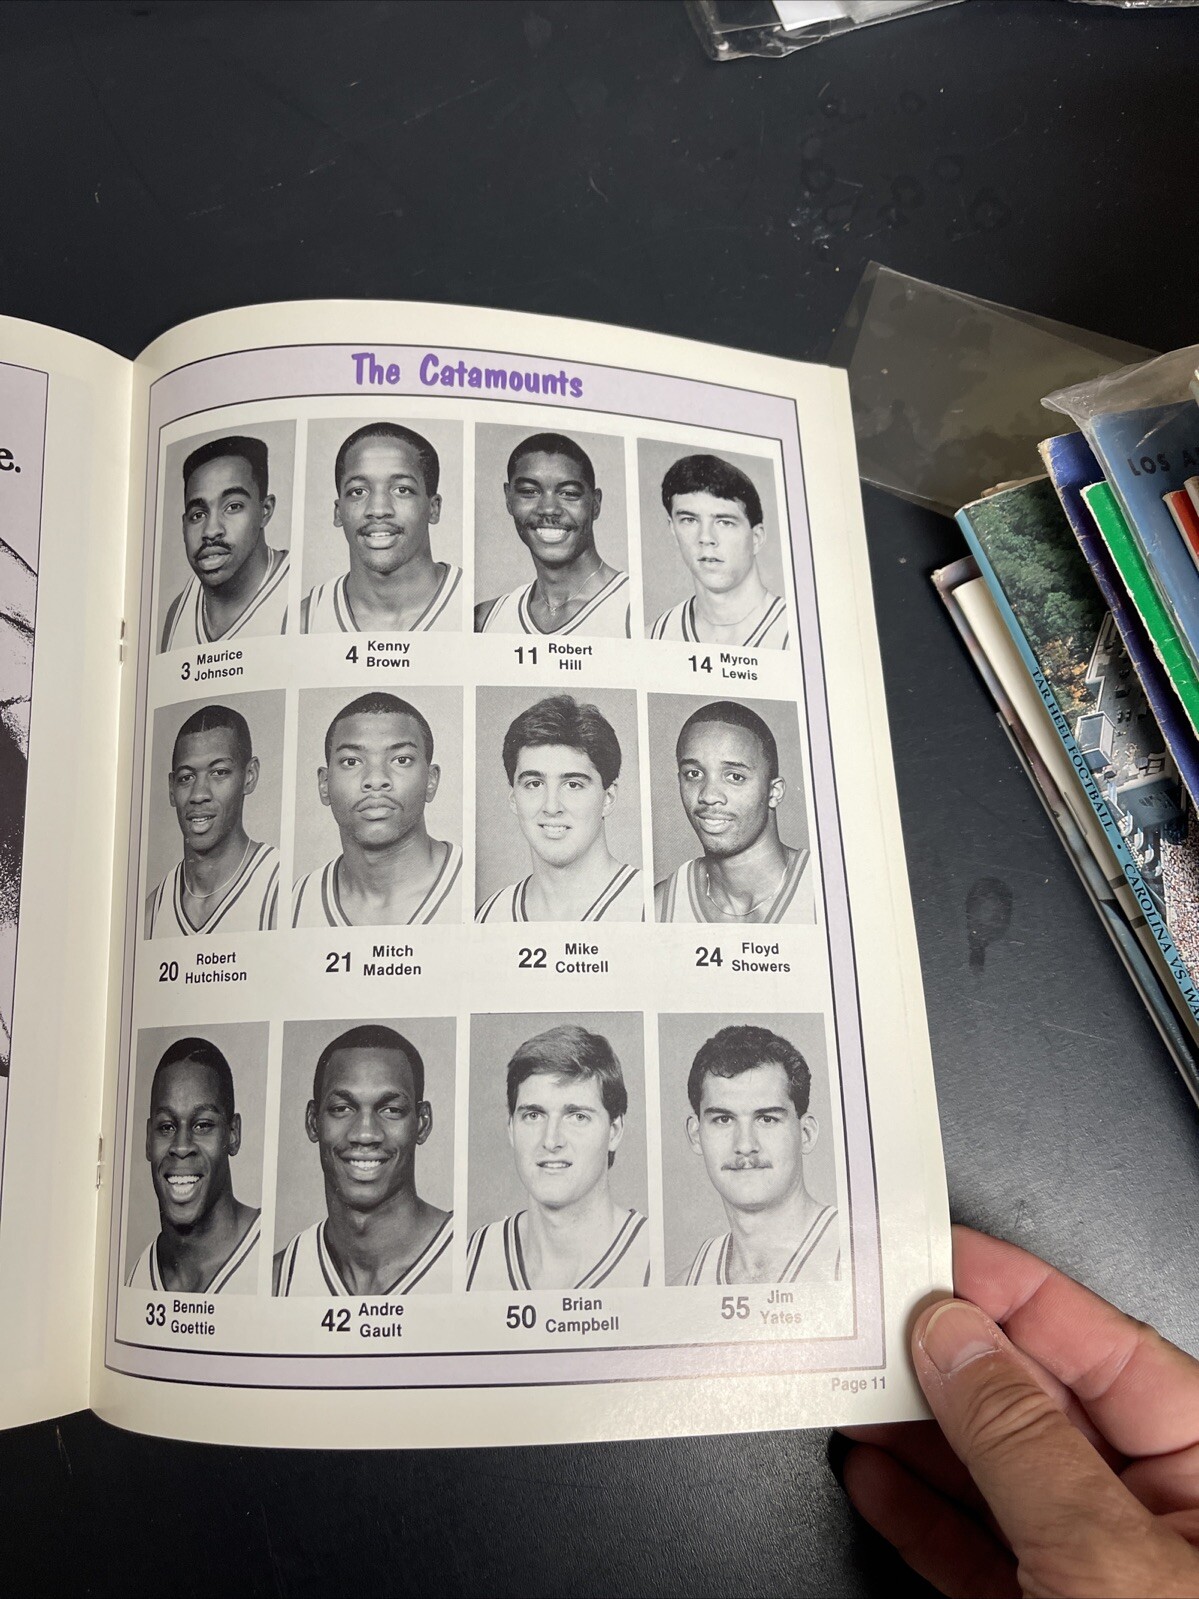 e.
The Catamounts
3 Maurice
Johnson
4 Kenny
Brown
11 Robert
Hill
14 Myron
Lewis
20 Robert
Hutchison
21 Mitch
Madden
22 Mike
Cottrell
24 Floyd
Showers
33 Bennie
Goettie
42 Andre
Gault
50 Brian
Campbell
55 Jim
Yates
Page 11
LOS A
TAR HEEL FOOTBALL • CAROLINA VS. WA